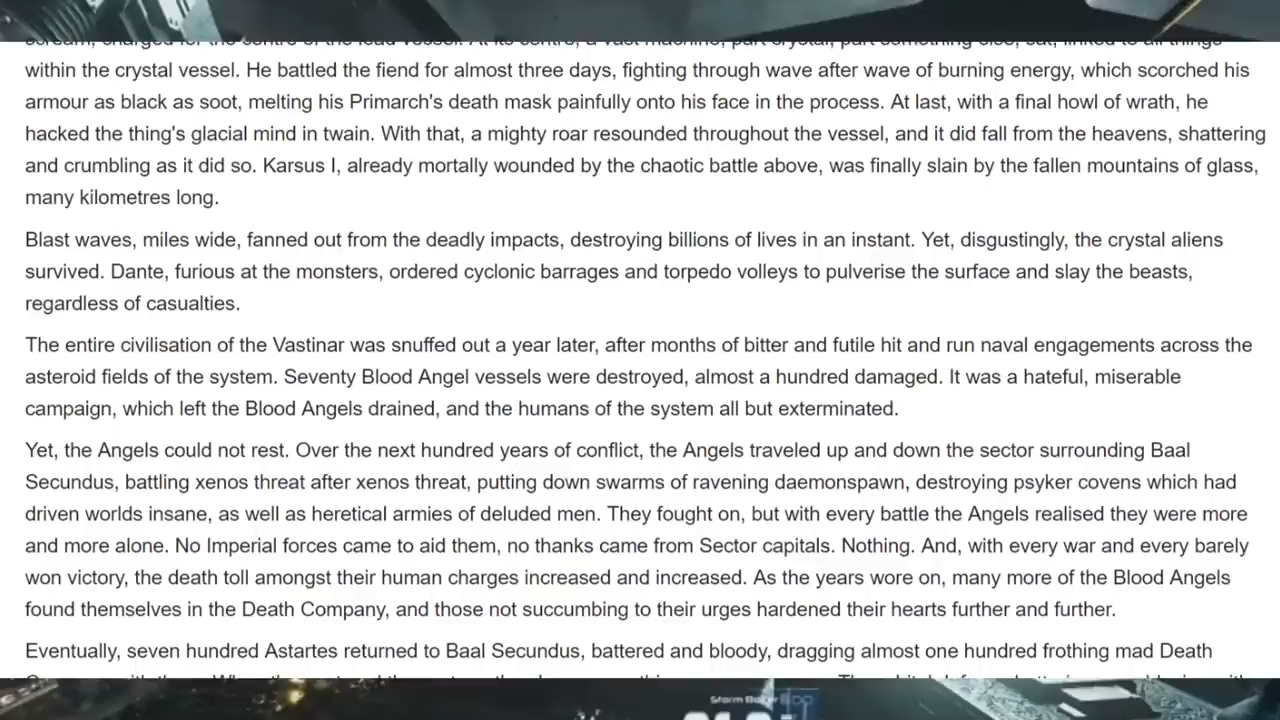 within the crystal vessel. He battled the fiend for almost three days, fighting through wave after wave of burning energy, which scorched his
armour as black as soot, melting his Primarch's death mask painfully onto his face in the process. At last, with a final howl of wrath, he
hacked the thing's glacial mind in twain. With that, a mighty roar resounded throughout the vessel, and it did fall from the heavens, shattering
and crumbling as it did so. Karsus I, already mortally wounded by the chaotic battle above, was finally slain by the fallen mountains of glass,
many kilometres long.
Blast waves, miles wide, fanned out from the deadly impacts, destroying billions of lives in an instant. Yet, disgustingly, the crystal aliens
survived. Dante, furious at the monsters, ordered cyclonic barrages and torpedo volleys to pulverise the surface and slay the beasts,
regardless of casualties.
The entire civilisation of the Vastinar was snuffed out a year later, after months of bitter and futile hit and run naval engagements across the
asteroid fields of the system. Seventy Blood Angel vessels were destroyed, almost a hundred damaged. It was a hateful, miserable
campaign, which left the Blood Angels drained, and the humans of the system all but exterminated.
Yet, the Angels could not rest. Over the next hundred years of conflict, the Angels traveled up and down the sector surrounding Baal
Secundus, battling xenos threat after xenos threat, putting down swarms of ravening daemonspawn, destroying psyker covens which had
driven worlds insane, as well as heretical armies of deluded men. They fought on, but with every battle the Angels realised they were more
and more alone. No Imperial forces came to aid them, no thanks came from Sector capitals. Nothing. And, with every war and every barely
won victory, the death toll amongst their human charges increased and increased. As the years wore on, many more of the Blood Angels
found themselves in the Death Company, and those not succumbing to their urges hardened their hearts further and further.
Eventually, seven hundred Astartes returned to Baal Secundus, battered and bloody, dragging almost one hundred frothing mad Death